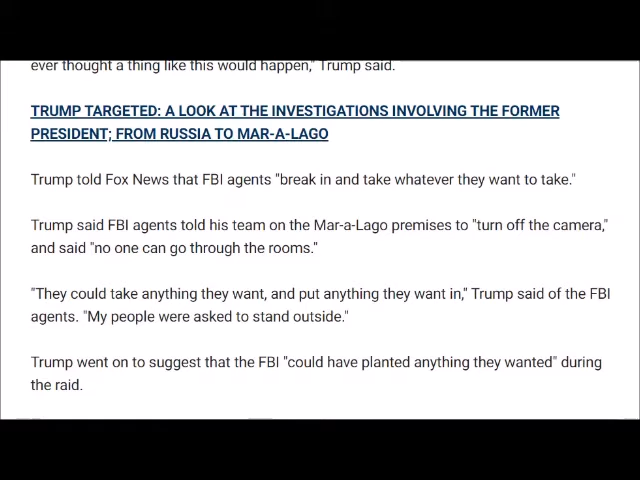 ever thought a thing like this would happen," Trump said.
TRUMP TARGETED: A LOOK AT THE INVESTIGATIONS INVOLVING THE FORMER
PRESIDENT; FROM RUSSIA TO MAR-A-LAGO
Trump told Fox News that FBI agents "break in and take whatever they want to take."
Trump said FBI agents told his team on the Mar-a-Lago premises to "turn off the camera,"
and said "no one can go through the rooms."
"They could take anything they want, and put anything they want in," Trump said of the FBI
agents. "My people were asked to stand outside."
Trump went on to suggest that the FBI "could have planted anything they wanted" during
the raid.